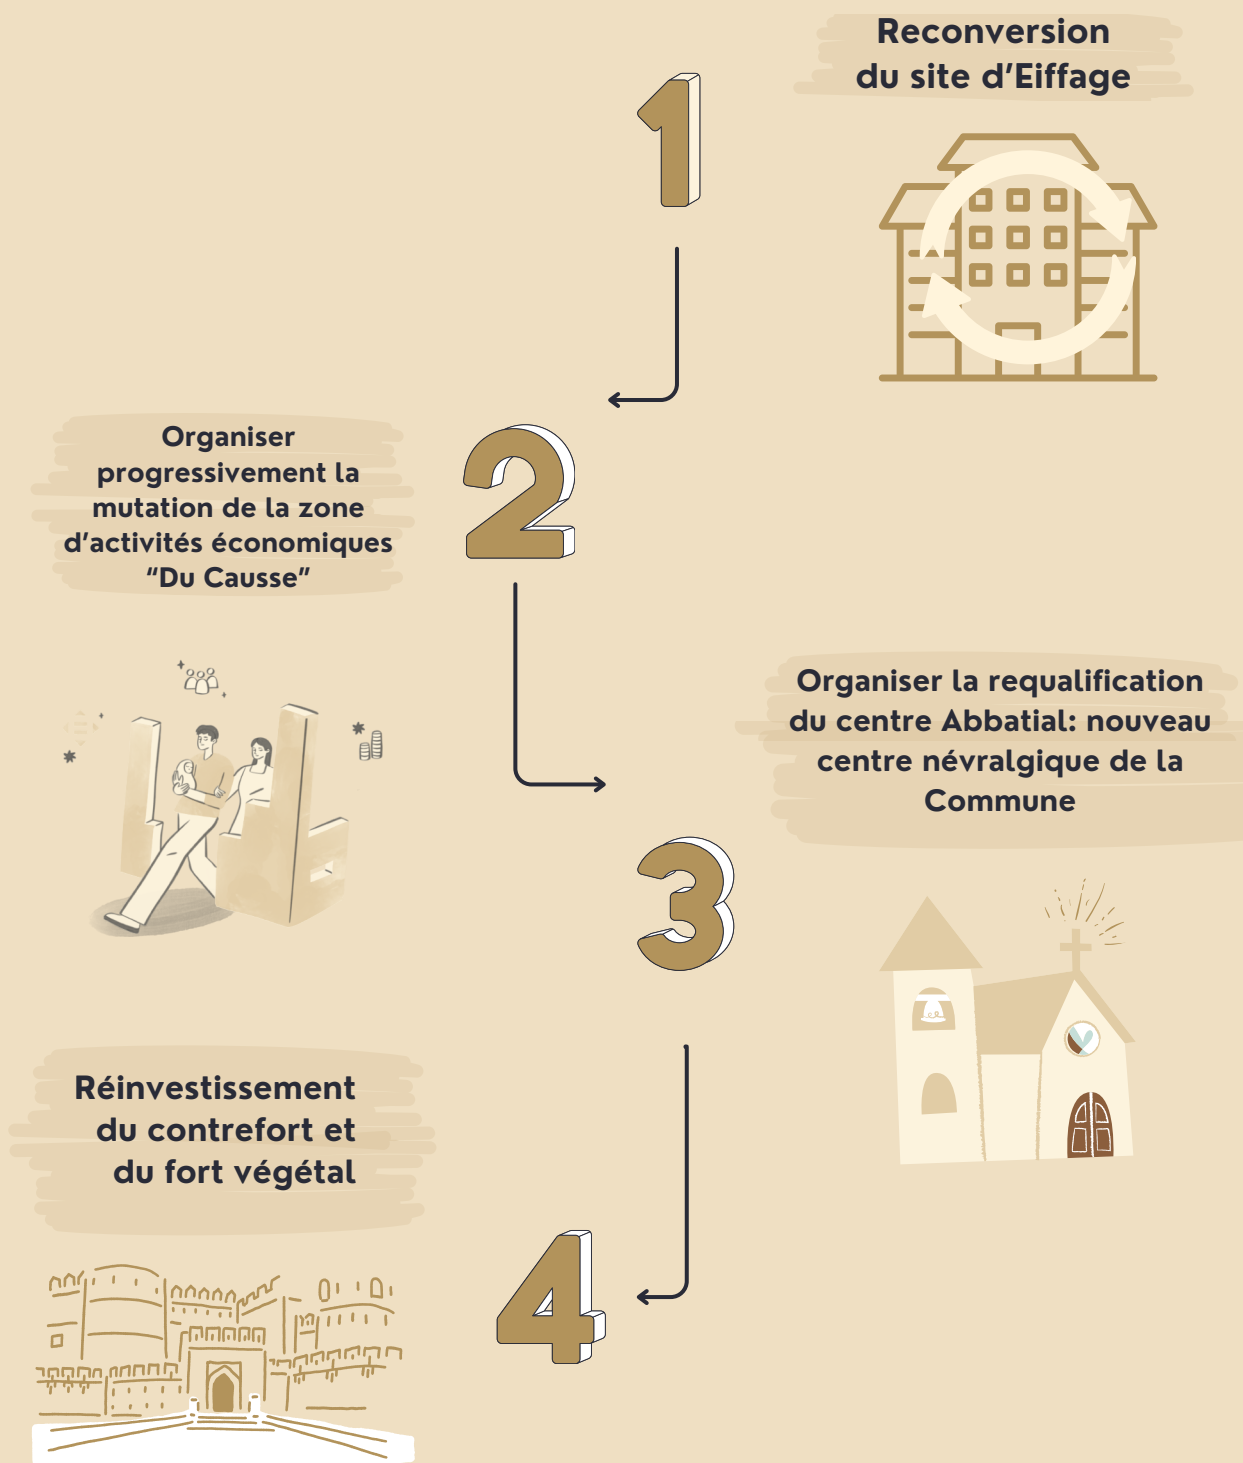 1
Reconversion
du site d’Eiffage
2
Organiser
progressivement la
mutation de la zone
d’activités économiques
“Du Causse”
3
Organiser la requalification
du centre Abbatial: nouveau
centre névralgique de la
Commune
4
Réinvestissement
du contrefort et
du fort végétal